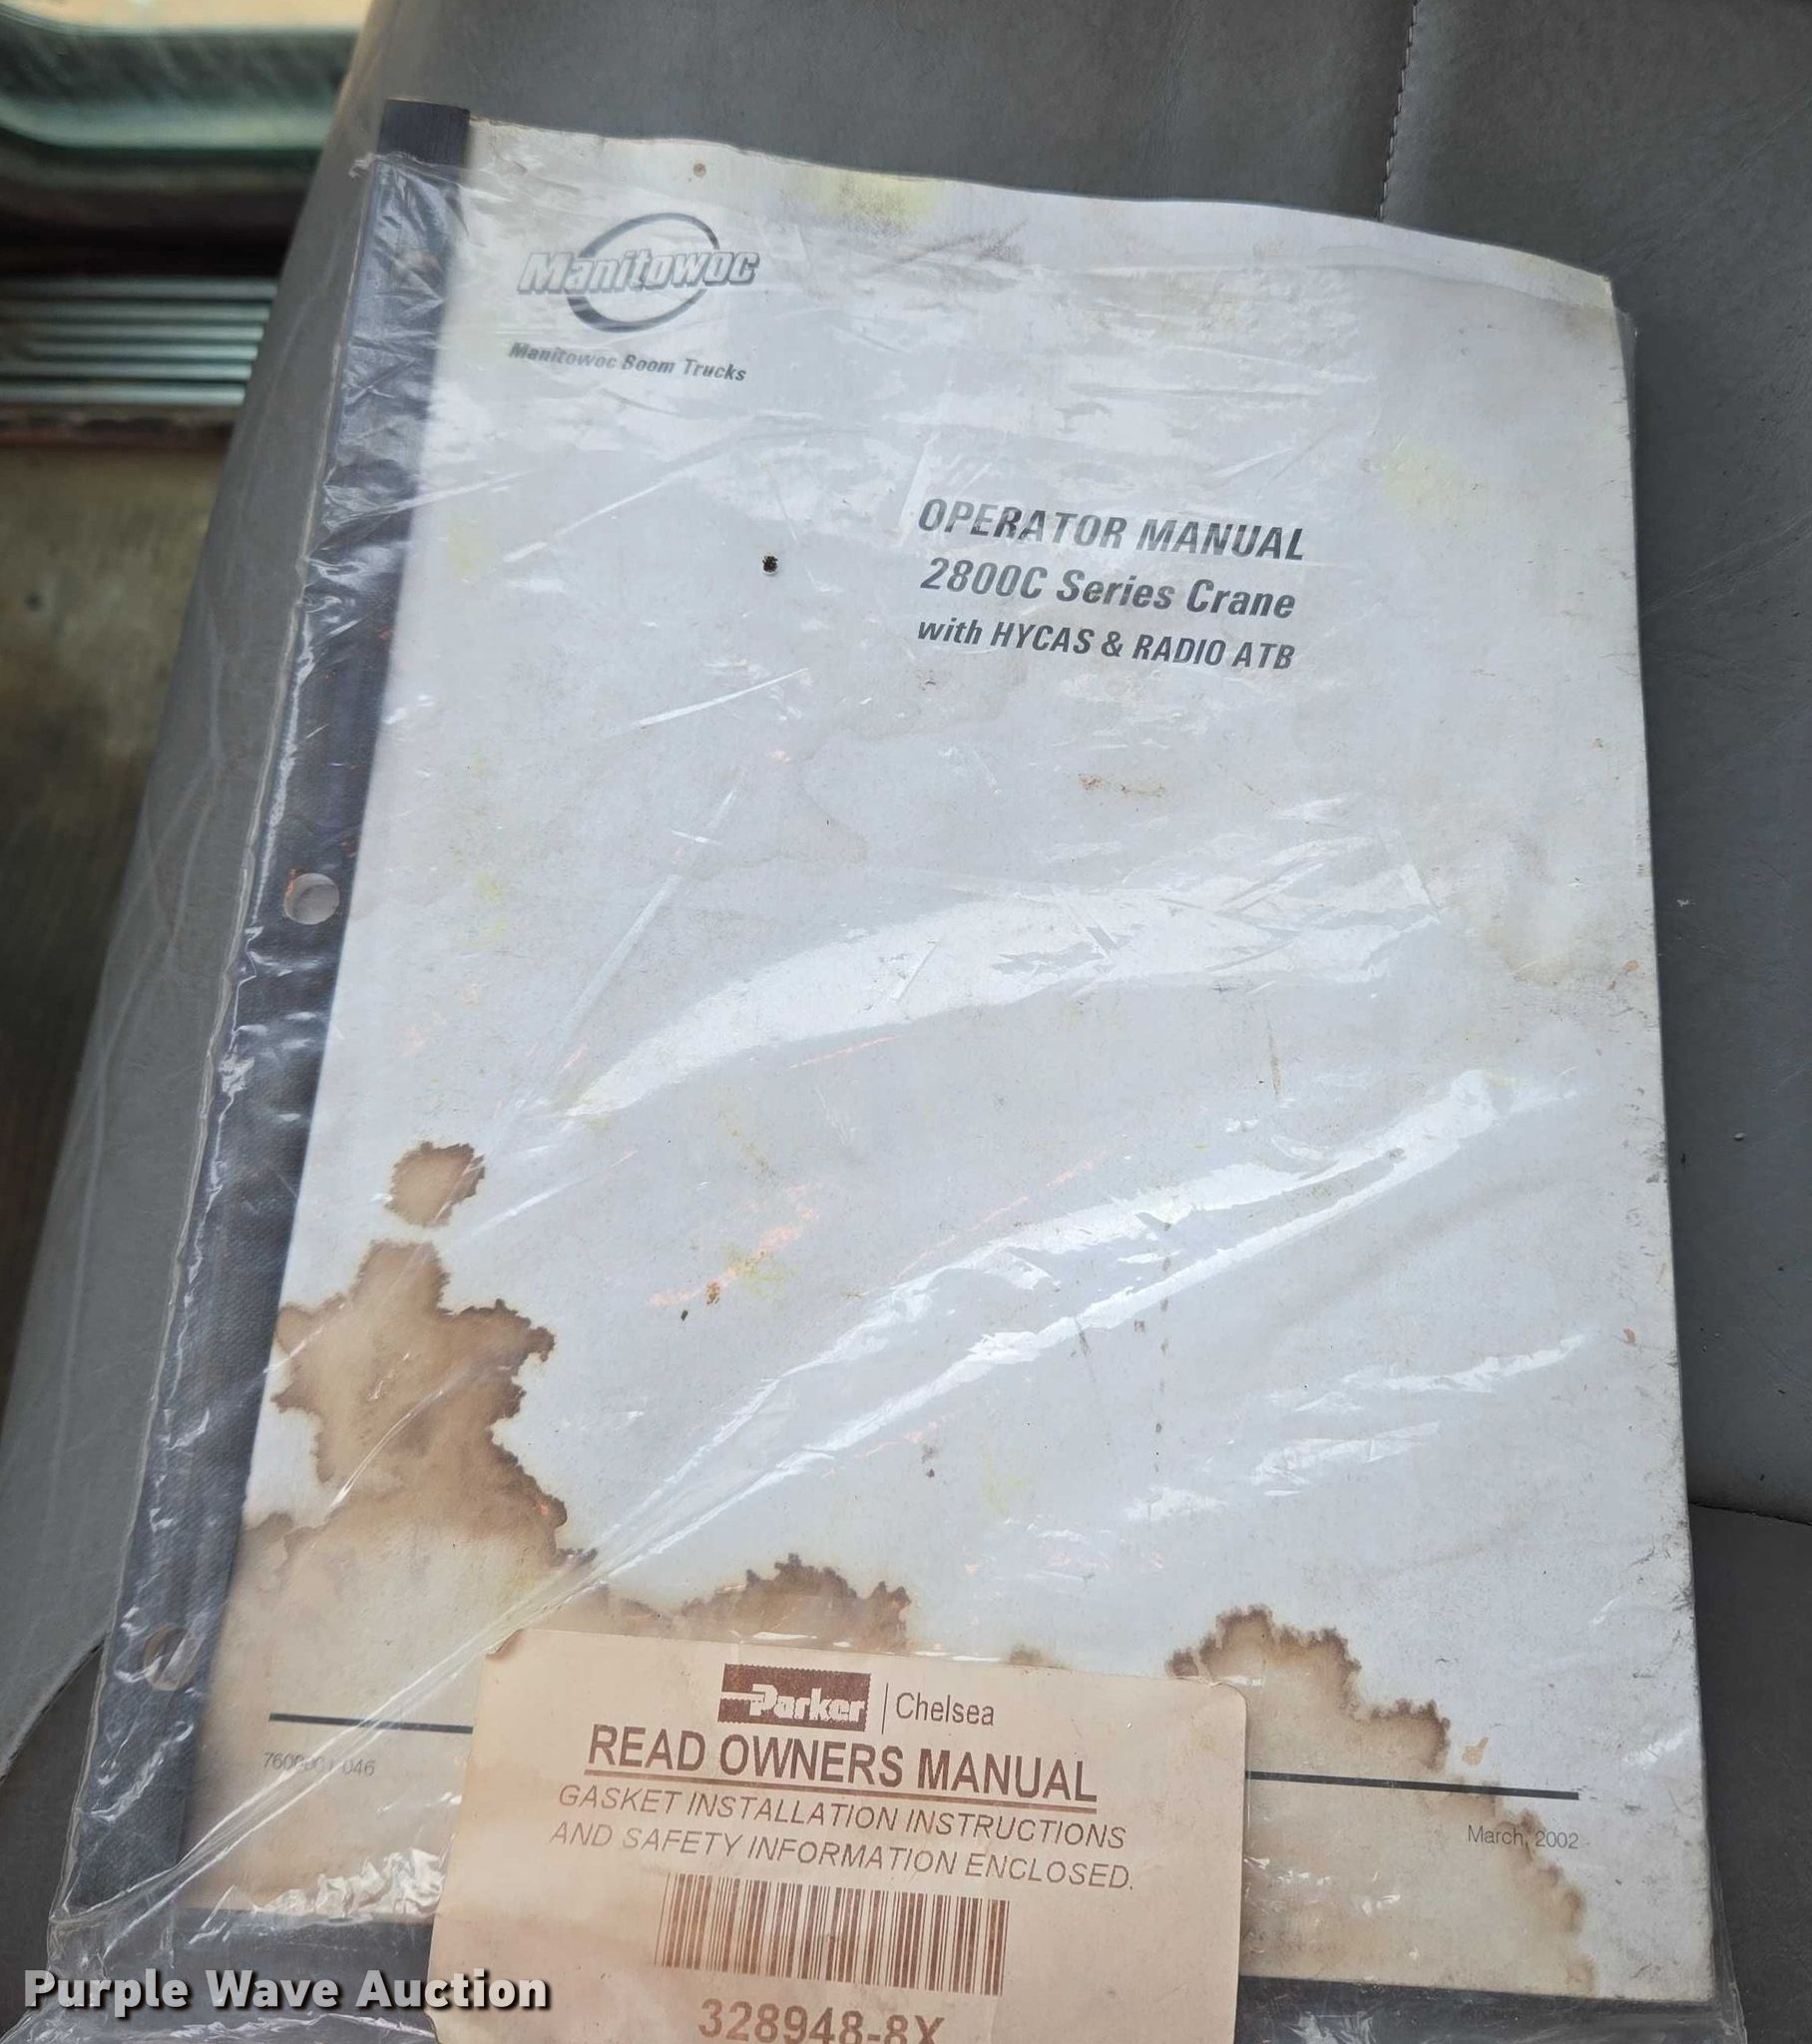 Manitowoc
Manitowoc Boom Trucks
OPERATOR MANUAL
2800C Series Crane
with HYCAS & RADIO ATB
March, 2002
Parker | Chelsea
READ OWNERS MANUAL
GASKET INSTALLATION INSTRUCTIONS
AND SAFETY INFORMATION ENCLOSED.
328948-8X
Purple Wave Auction